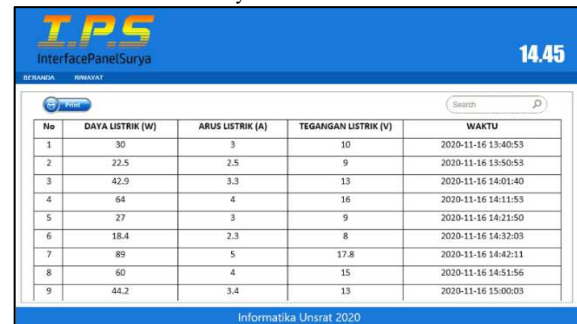 I.P.S
InterfacePanelSurya
14.45
BERANDA RIWAYAT
Print
Search
No DAYA LISTRIK (W) ARUS LISTRIK (A) TEGANGAN LISTRIK (V) WAKTU
1 30 3 10 2020-11-16 13:40:53
2 22.5 2.5 9 2020-11-16 13:50:53
3 42.9 3.3 13 2020-11-16 14:01:40
4 64 4 16 2020-11-16 14:11:53
5 27 3 9 2020-11-16 14:21:50
6 18.4 2.3 8 2020-11-16 14:32:03
7 89 5 17.8 2020-11-16 14:42:11
8 60 4 15 2020-11-16 14:51:56
9 44.2 3.4 13 2020-11-16 15:00:03
Informatika Unsrat 2020